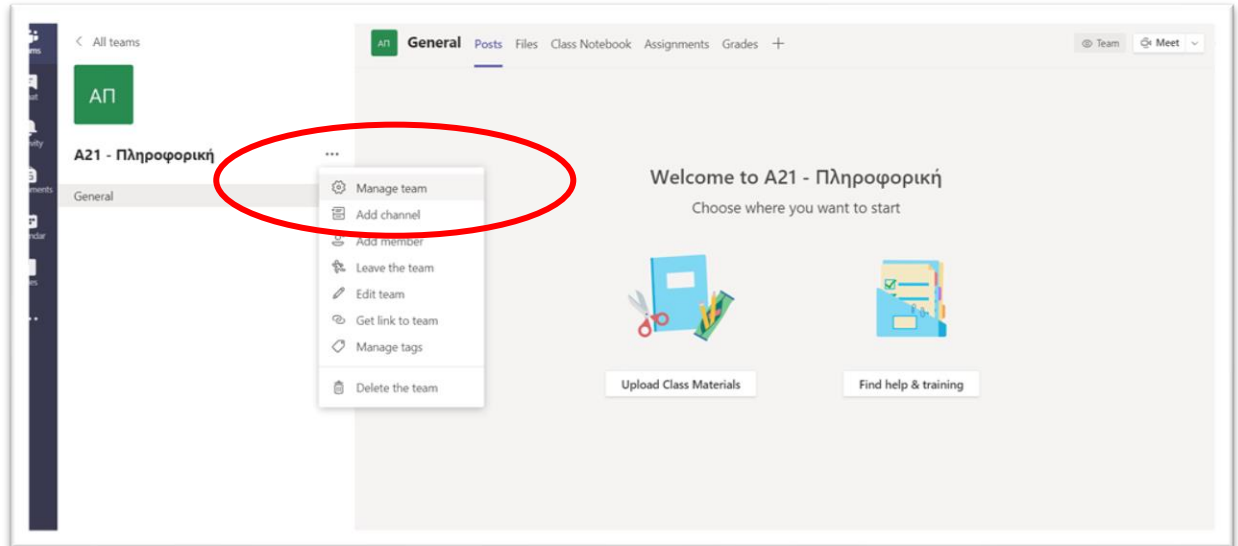 All teams
ΑΠ
Α21 - Πληροφορική
...
General
Manage team
Add channel
Add member
Leave the team
Edit team
Get link to team
Manage tags
Delete the team
ΑΠ General Posts Files Class Notebook Assignments Grades +
Team Meet
Welcome to Α21 - Πληροφορική
Choose where you want to start
Upload Class Materials
Find help & training